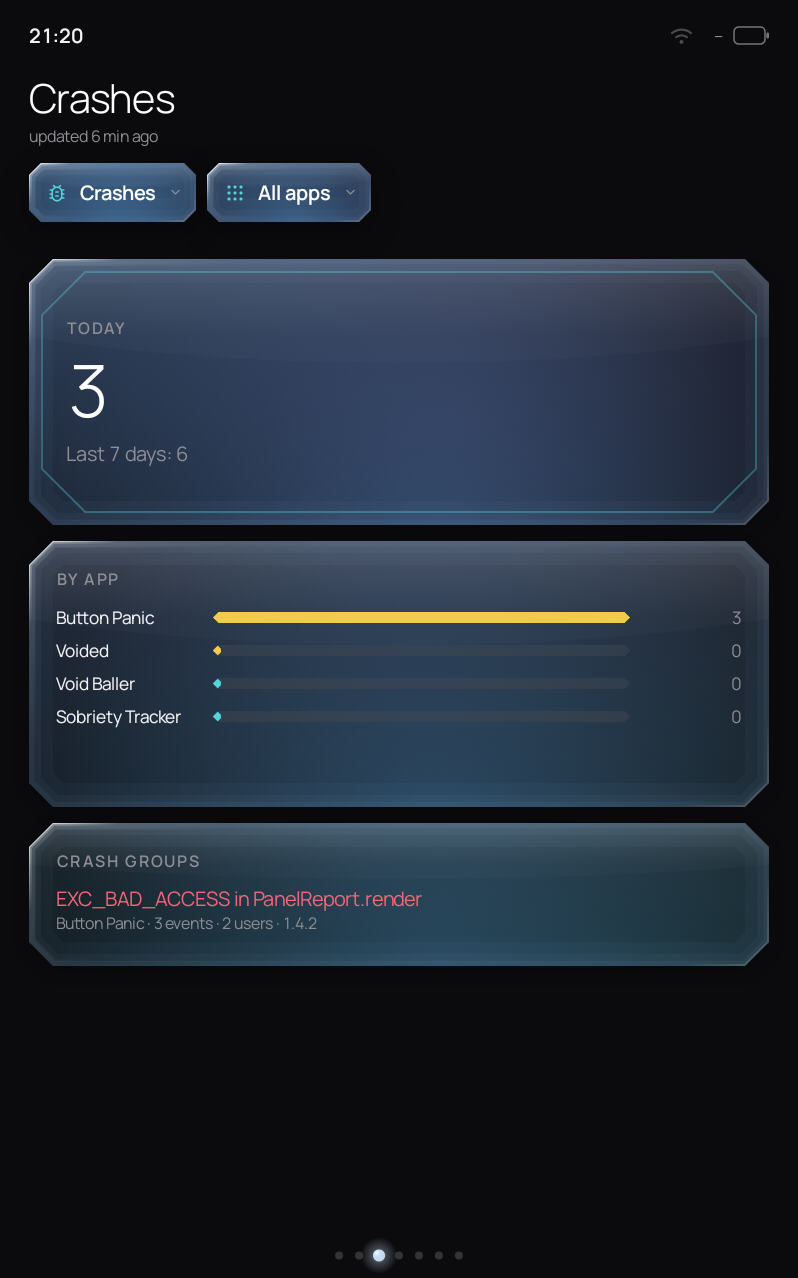 21:20
–
Crashes
updated 6 min ago
Crashes
All apps
TODAY
3
Last 7 days: 6
BY APP
Button Panic 3
Voided 0
Void Baller 0
Sobriety Tracker 0
CRASH GROUPS
EXC_BAD_ACCESS in PanelReport.render
Button Panic · 3 events · 2 users · 1.4.2